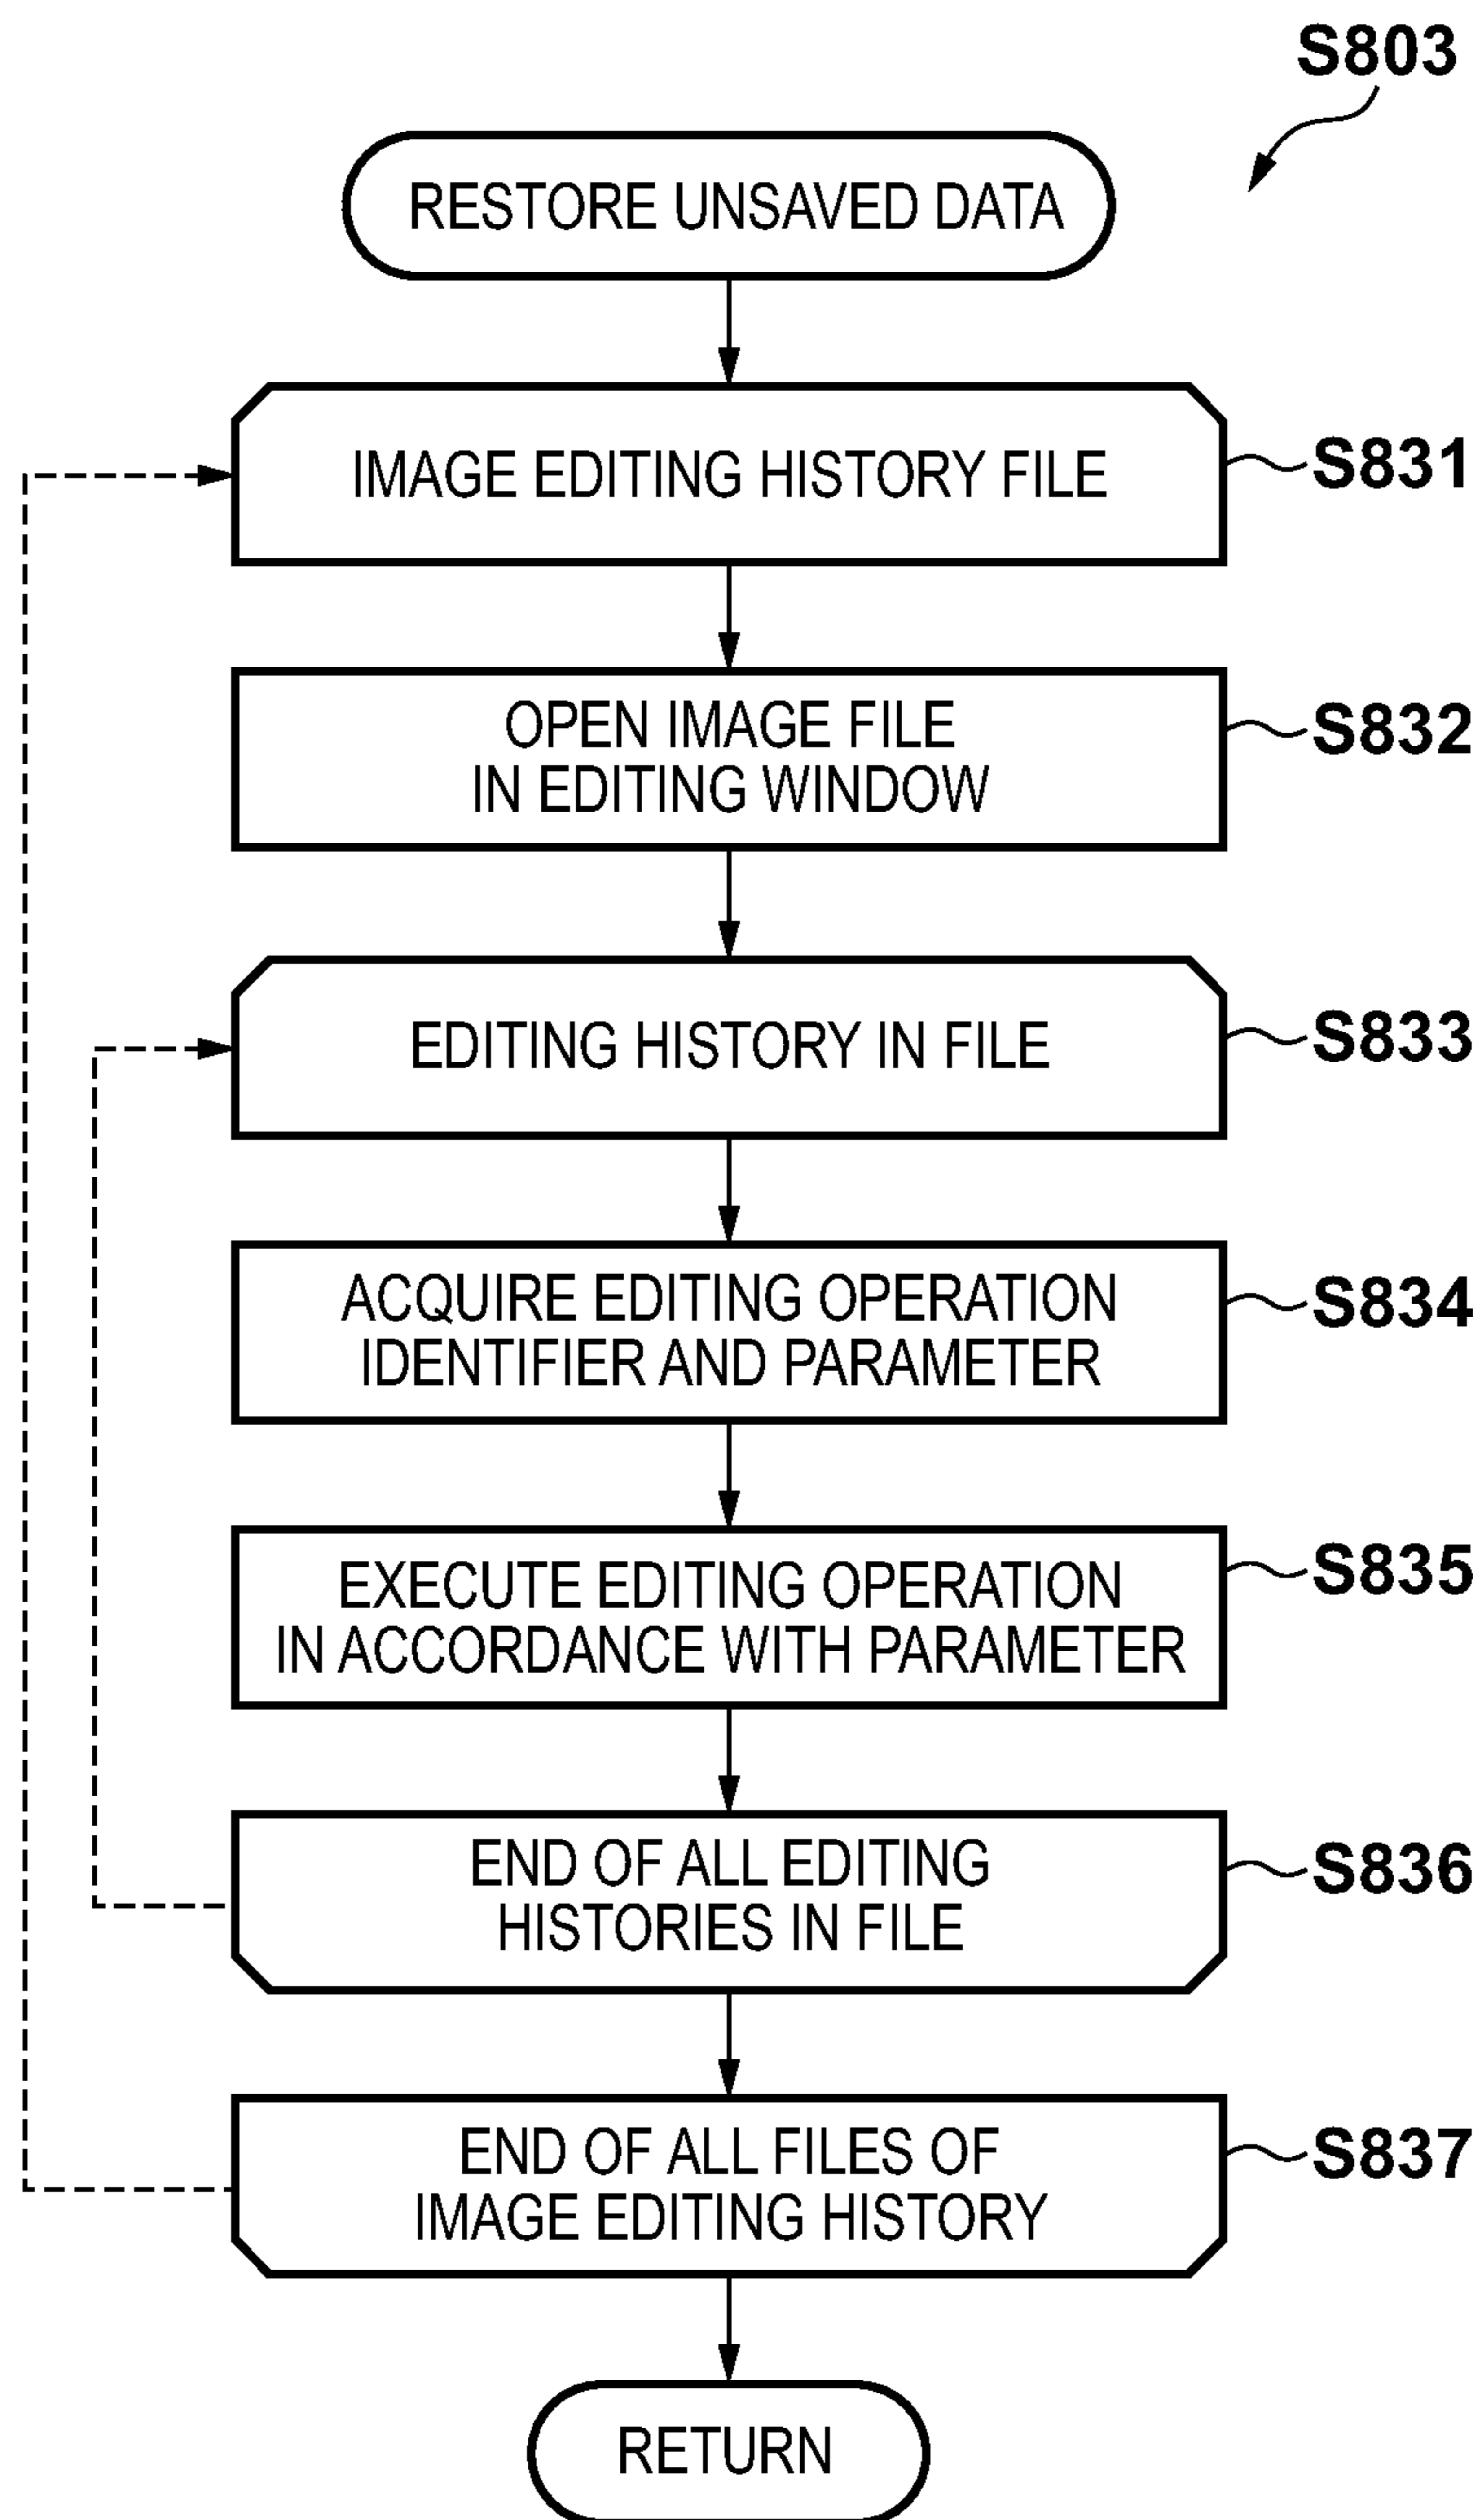 S803
RESTORE UNSAVED DATA
IMAGE EDITING HISTORY FILE
S831
OPEN IMAGE FILE
IN EDITING WINDOW
S832
EDITING HISTORY IN FILE
S833
ACQUIRE EDITING OPERATION
IDENTIFIER AND PARAMETER
S834
EXECUTE EDITING OPERATION
IN ACCORDANCE WITH PARAMETER
S835
END OF ALL EDITING
HISTORIES IN FILE
S836
END OF ALL FILES OF
IMAGE EDITING HISTORY
S837
RETURN